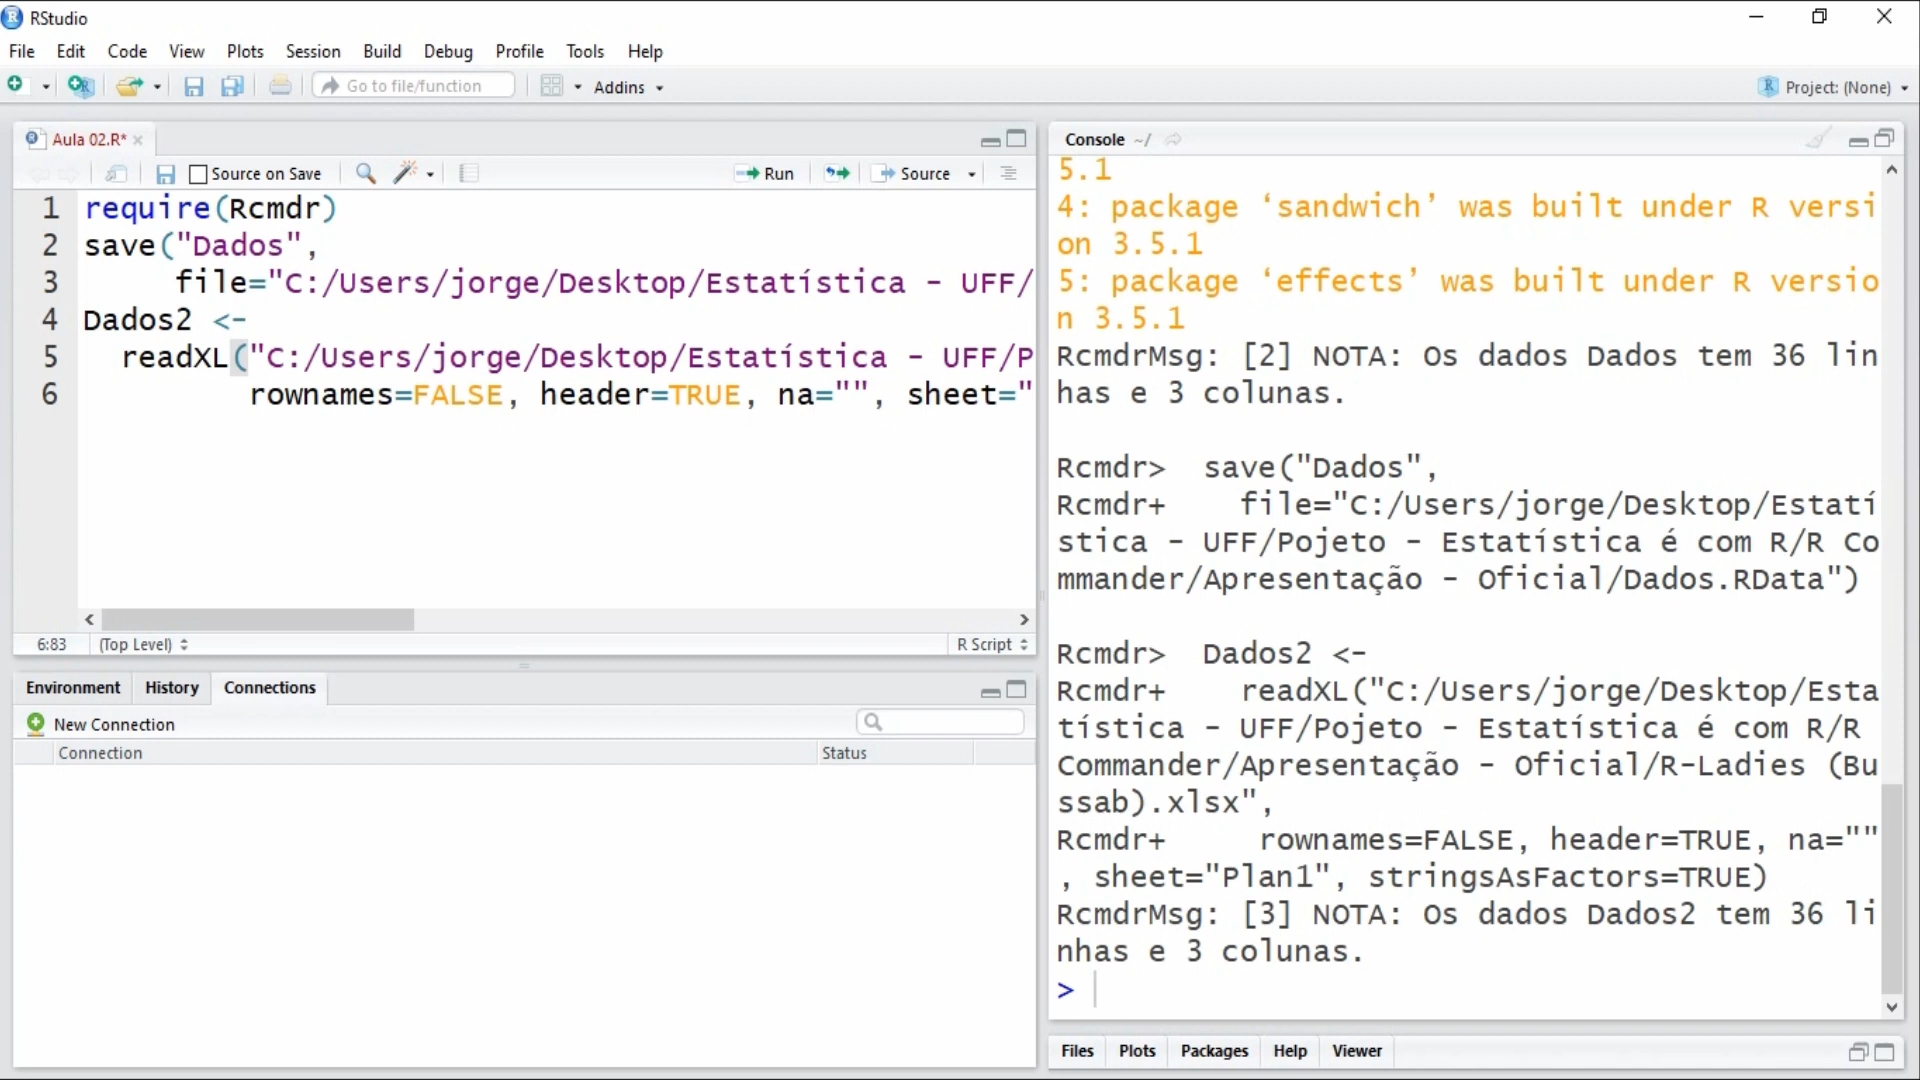 RStudio
File Edit Code View Plots Session Build Debug Profile Tools Help
Go to file/function Addins Project: (None)
Aula 02.R*
Source on Save Run Source
1 require(Rcmdr)
2 save("Dados",
3 file="C:/Users/jorge/Desktop/Estatística - UFF/
4 Dados2 <-
5 readXL("C:/Users/jorge/Desktop/Estatística - UFF/P
6 rownames=FALSE, header=TRUE, na="", sheet="
6:83 (Top Level) R Script
Environment History Connections
New Connection
Connection Status
Console ~/
5.1
4: package ‘sandwich’ was built under R versi
on 3.5.1
5: package ‘effects’ was built under R versio
n 3.5.1
RcmdrMsg: [2] NOTA: Os dados Dados tem 36 lin
has e 3 colunas.
Rcmdr> save("Dados",
Rcmdr+ file="C:/Users/jorge/Desktop/Estatí
stica - UFF/Pojeto - Estatística é com R/R Co
mmander/Apresentação - Oficial/Dados.RData")
Rcmdr> Dados2 <-
Rcmdr+ readXL("C:/Users/jorge/Desktop/Esta
tística - UFF/Pojeto - Estatística é com R/R
Commander/Apresentação - Oficial/R-Ladies (Bu
ssab).xlsx",
Rcmdr+ rownames=FALSE, header=TRUE, na=""
, sheet="Plan1", stringsAsFactors=TRUE)
RcmdrMsg: [3] NOTA: Os dados Dados2 tem 36 li
nhas e 3 colunas.
>
Files Plots Packages Help Viewer